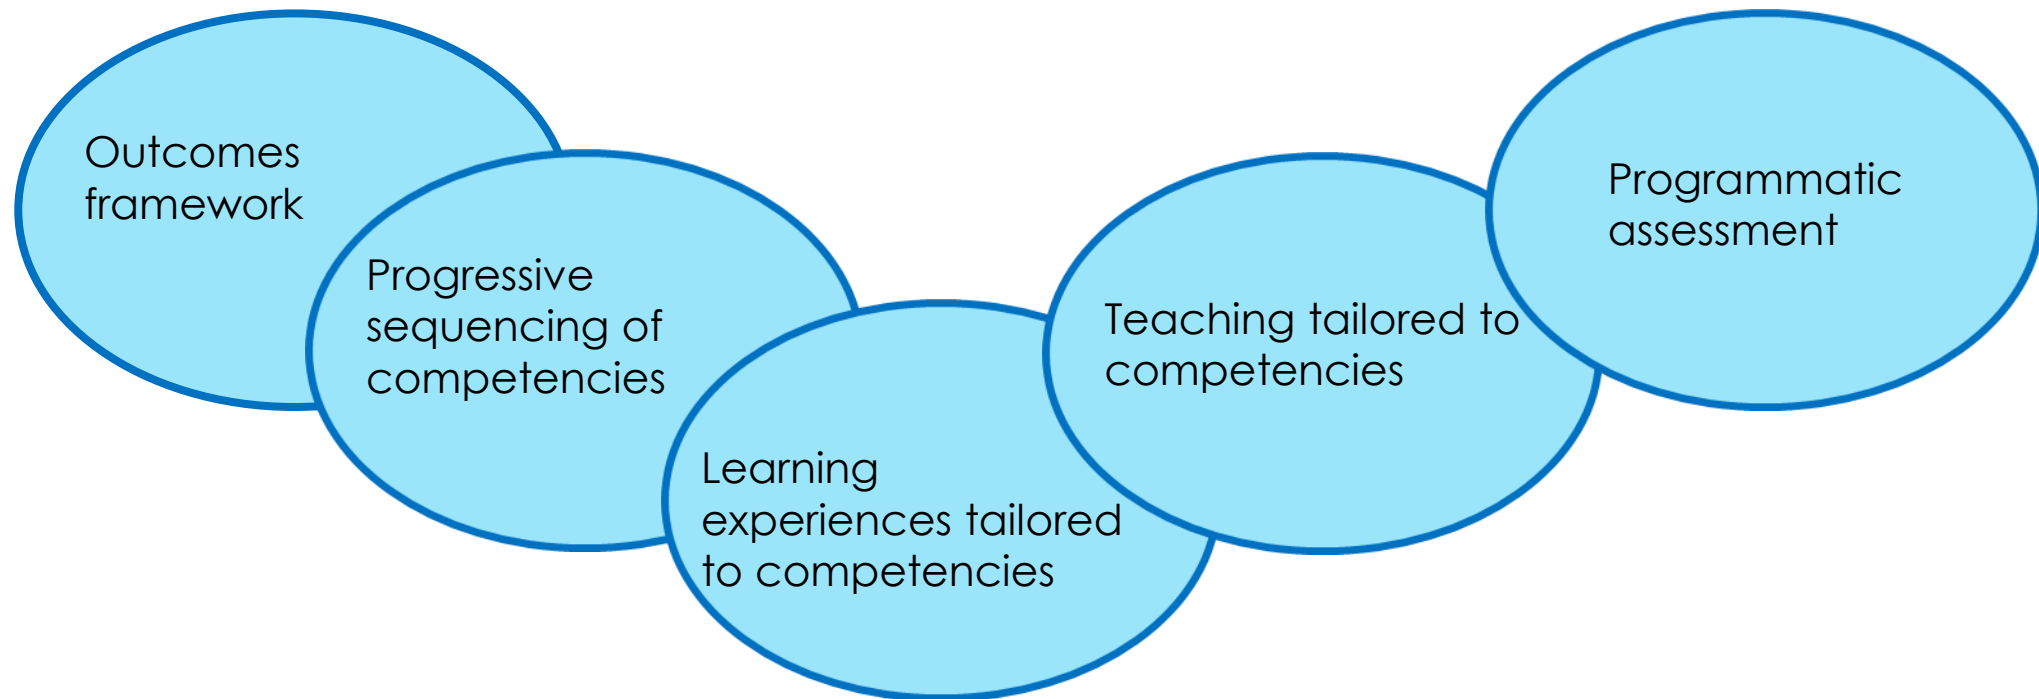 Outcomes
framework
Progressive
sequencing of
competencies
Learning
experiences tailored
to competencies
Teaching tailored to
competencies
Programmatic
assessment